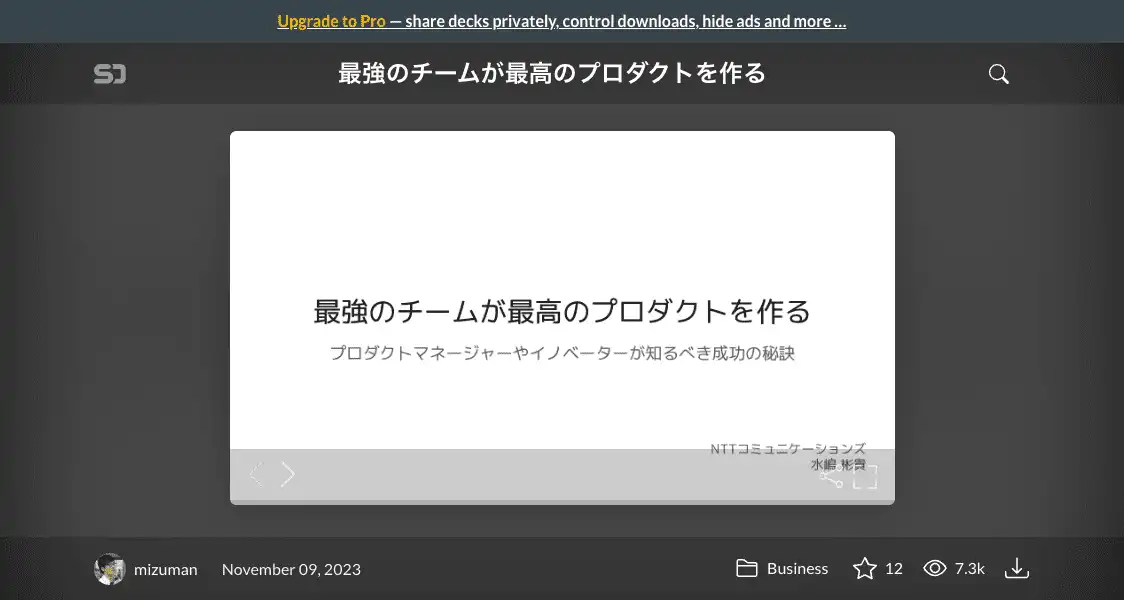 Upgrade to Pro — share decks privately, control downloads, hide ads and more …
SD
最強のチームが最高のプロダクトを作る
最強のチームが最高のプロダクトを作る
プロダクトマネージャーやイノベーターが知るべき成功の秘訣
NTTコミュニケーションズ
水嶋 彬貴
mizuman
November 09, 2023
Business
12
7.3k